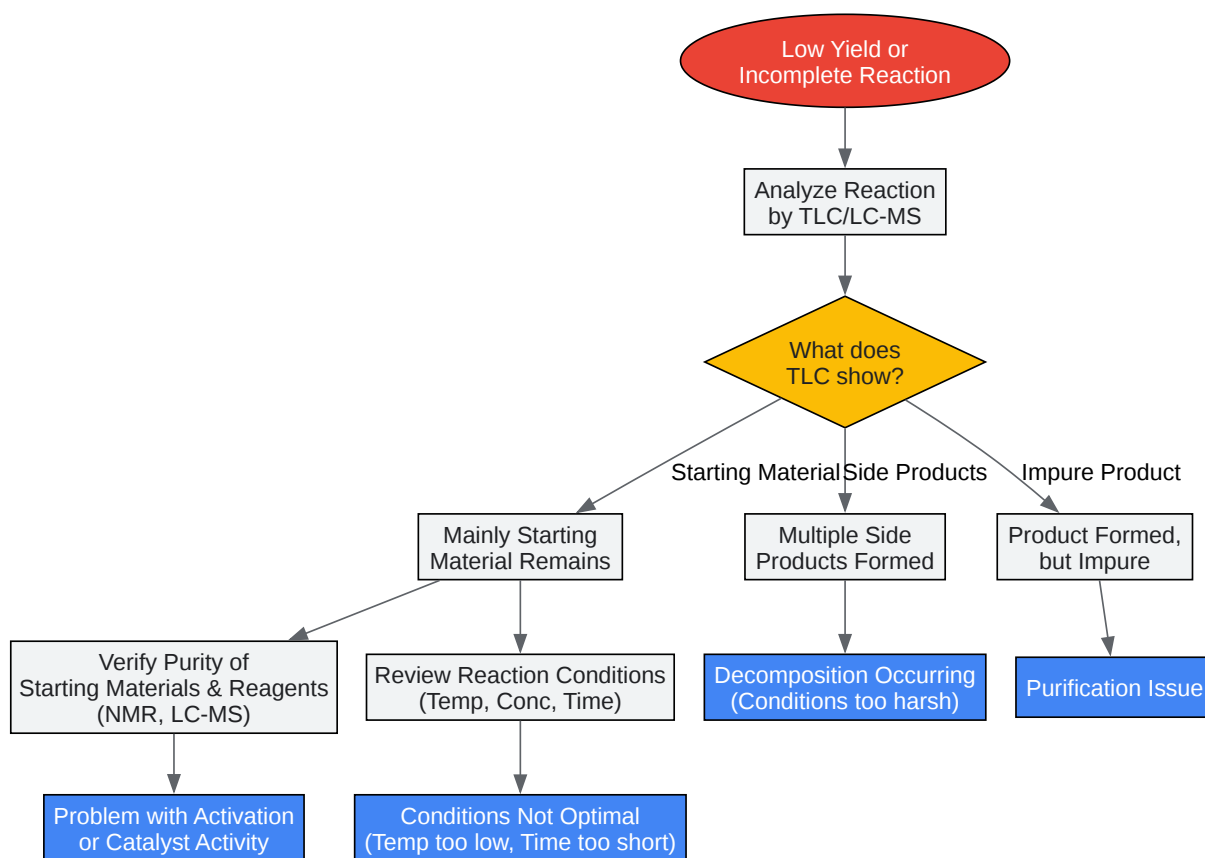 Low Yield or
Incomplete Reaction
Analyze Reaction
by TLC/LC-MS
What does
TLC show?
Starting Material
Side Products
Impure Product
Mainly Starting
Material Remains
Multiple Side
Products Formed
Product Formed,
but Impure
Verify Purity of
Starting Materials & Reagents
(NMR, LC-MS)
Review Reaction Conditions
(Temp, Conc, Time)
Decomposition Occurring
(Conditions too harsh)
Purification Issue
Problem with Activation
or Catalyst Activity
Conditions Not Optimal
(Temp too low, Time too short)